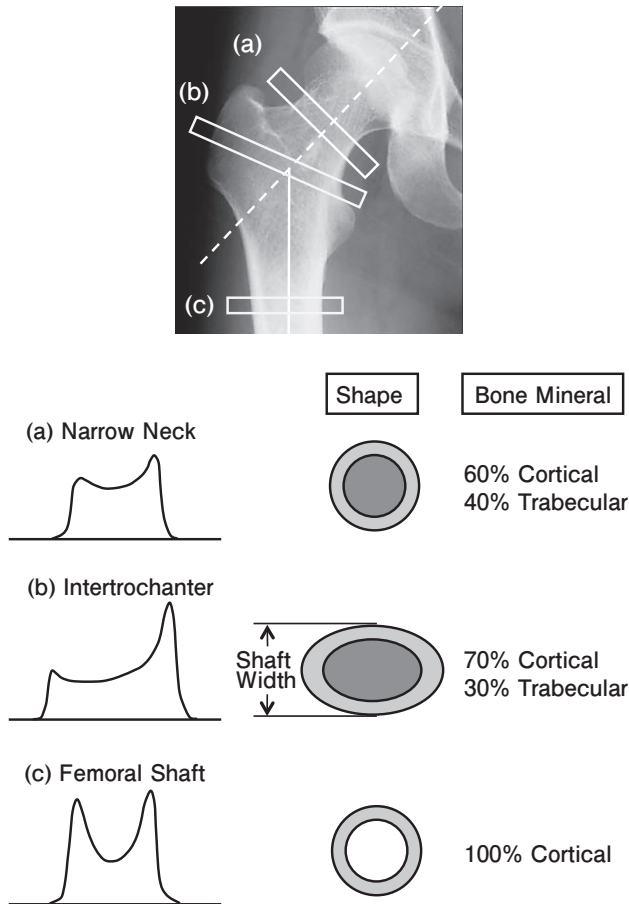 (a)
(b)
(c)
Shape
Bone Mineral
(a) Narrow Neck
60% Cortical
40% Trabecular
(b) Intertrochanter
Shaft
Width
70% Cortical
30% Trabecular
(c) Femoral Shaft
100% Cortical